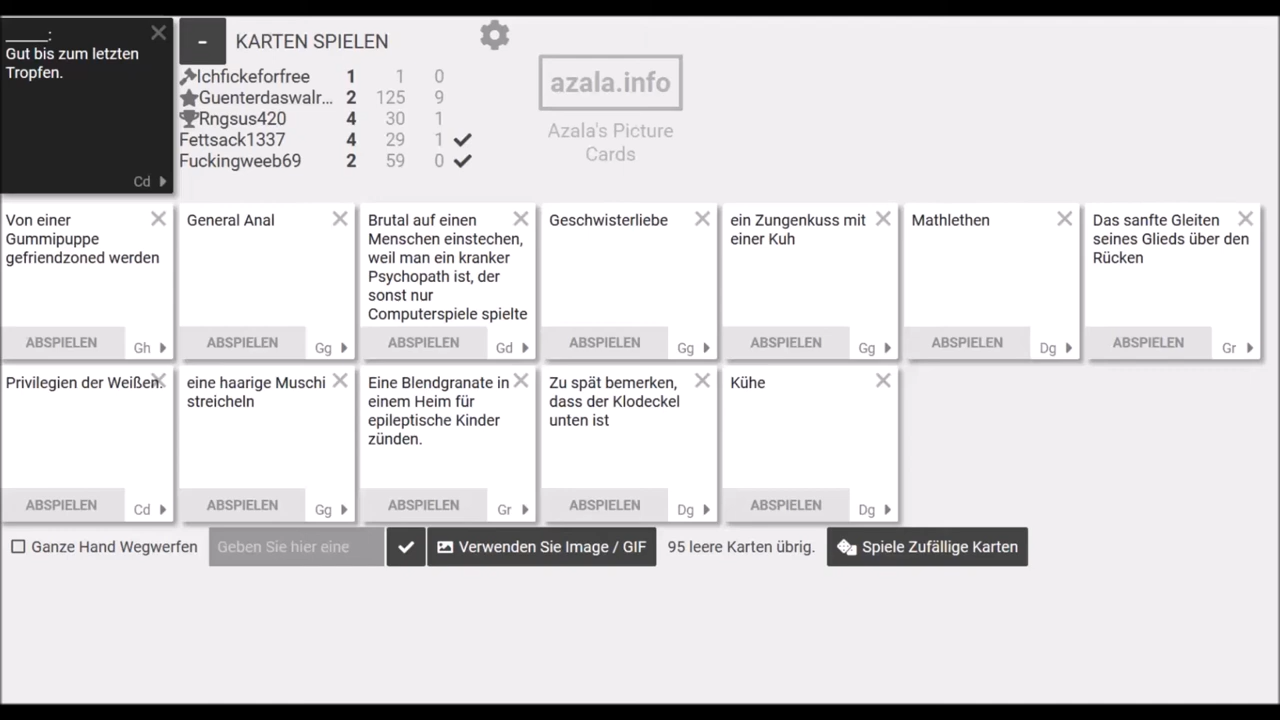 _____:
Gut bis zum letzten
Tropfen.
Cd
-
KARTEN SPIELEN
Ichfickeforfree 1 1 0
Guenterdaswalr... 2 125 9
Rngsus420 4 30 1
Fettsack1337 4 29 1
Fuckingweeb69 2 59 0
azala.info
Azala's Picture
Cards
Von einer
Gummipuppe
gefriendzoned werden
ABSPIELEN
Gh
General Anal
ABSPIELEN
Gg
Brutal auf einen
Menschen einstechen,
weil man ein kranker
Psychopath ist, der
sonst nur
Computerspiele spielte
ABSPIELEN
Gd
Geschwisterliebe
ABSPIELEN
Gg
ein Zungenkuss mit
einer Kuh
ABSPIELEN
Gg
Mathlethen
ABSPIELEN
Dg
Das sanfte Gleiten
seines Glieds über den
Rücken
ABSPIELEN
Gr
Privilegien der Weißen.
ABSPIELEN
Cd
eine haarige Muschi
streicheln
ABSPIELEN
Gg
Eine Blendgranate in
einem Heim für
epileptische Kinder
zünden.
ABSPIELEN
Gr
Zu spät bemerken,
dass der Klodeckel
unten ist
ABSPIELEN
Dg
Kühe
ABSPIELEN
Dg
Ganze Hand Wegwerfen
Geben Sie hier eine
Verwenden Sie Image / GIF
95 leere Karten übrig.
Spiele Zufällige Karten